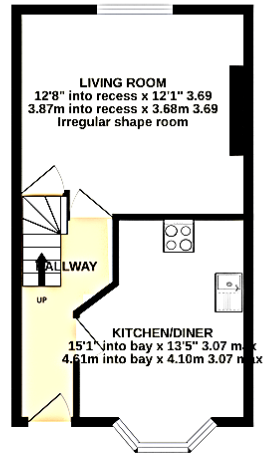 LIVING ROOM
12'8" into recess x 12'1" 3.69
3.87m into recess x 3.68m 3.69
Irregular shape room
HALLWAY
UP
KITCHEN/DINER
15'1" into bay x 13'5" 3.07 max
4.61m into bay x 4.10m 3.07 max